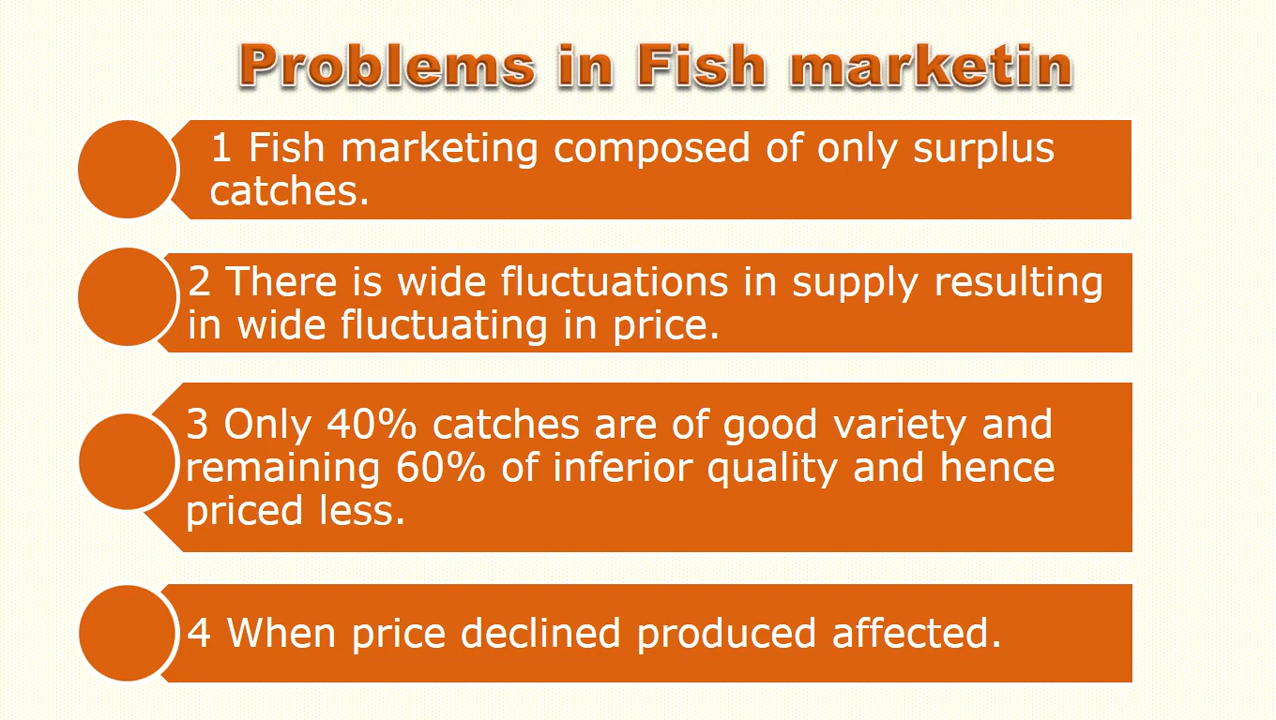 Problems in Fish marketin
1 Fish marketing composed of only surplus
catches.
2 There is wide fluctuations in supply resulting
in wide fluctuating in price.
3 Only 40% catches are of good variety and
remaining 60% of inferior quality and hence
priced less.
4 When price declined produced affected.